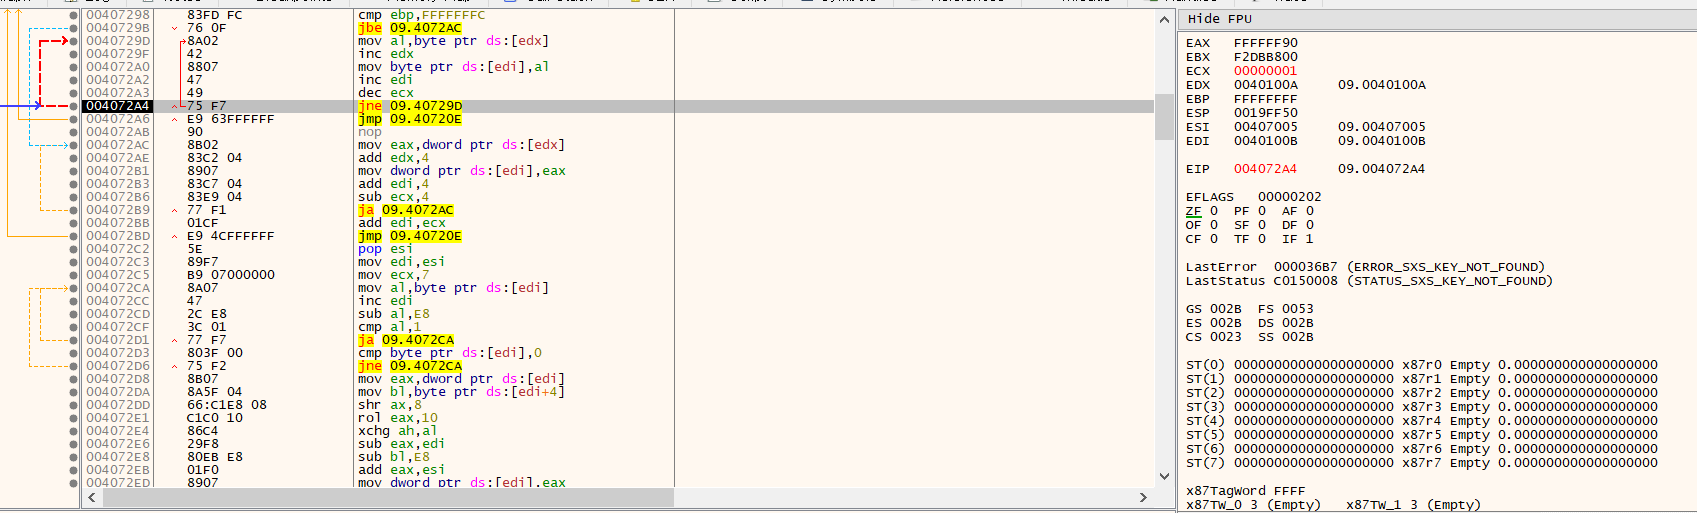 00407298 83FD FC cmp ebp,FFFFFFFC
0040729B 76 0F jbe 09.4072AC
0040729D 8A02 mov al,byte ptr ds:[edx]
0040729F 42 inc edx
004072A0 8807 mov byte ptr ds:[edi],al
004072A2 47 inc edi
004072A3 49 dec ecx
004072A4 75 F7 jne 09.40729D
004072A6 E9 63FFFFFF jmp 09.40720E
004072AB 90 nop
004072AC 8B02 mov eax,dword ptr ds:[edx]
004072AE 83C2 04 add edx,4
004072B1 8907 mov dword ptr ds:[edi],eax
004072B3 83C7 04 add edi,4
004072B6 83E9 04 sub ecx,4
004072B9 77 F1 ja 09.4072AC
004072BB 01CF add edi,ecx
004072BD E9 4CFFFFFF jmp 09.40720E
004072C2 5E pop esi
004072C3 89F7 mov edi,esi
004072C5 B9 07000000 mov ecx,7
004072CA 8A07 mov al,byte ptr ds:[edi]
004072CC 47 inc edi
004072CD 2C E8 sub al,E8
004072CF 3C 01 cmp al,1
004072D1 77 F7 ja 09.4072CA
004072D3 803F 00 cmp byte ptr ds:[edi],0
004072D6 75 F2 jne 09.4072CA
004072D8 8B07 mov eax,dword ptr ds:[edi]
004072DA 8A5F 04 mov bl,byte ptr ds:[edi+4]
004072DD 66:C1E8 08 shr ax,8
004072E1 C1C0 10 rol eax,10
004072E4 86C4 xchg ah,al
004072E6 29F8 sub eax,edi
004072E8 80EB E8 sub bl,E8
004072EB 01F0 add eax,esi
004072ED 8907 mov dword ptr ds:[edi],eax
Hide FPU
EAX FFFFFF90
EBX F2DBB800
ECX 00000001
EDX 0040100A 09.0040100A
EBP FFFFFFFF
ESP 0019FF50
ESI 00407005 09.00407005
EDI 0040100B 09.0040100B
EIP 004072A4 09.004072A4
EFLAGS 00000202
ZF 0 PF 0 AF 0
OF 0 SF 0 DF 0
CF 0 TF 0 IF 1
LastError 000036B7 (ERROR_SXS_KEY_NOT_FOUND)
LastStatus C0150008 (STATUS_SXS_KEY_NOT_FOUND)
GS 002B FS 0053
ES 002B DS 002B
CS 0023 SS 002B
ST(0) 00000000000000000000 x87r0 Empty 0.000000000000000000
ST(1) 00000000000000000000 x87r1 Empty 0.000000000000000000
ST(2) 00000000000000000000 x87r2 Empty 0.000000000000000000
ST(3) 00000000000000000000 x87r3 Empty 0.000000000000000000
ST(4) 00000000000000000000 x87r4 Empty 0.000000000000000000
ST(5) 00000000000000000000 x87r5 Empty 0.000000000000000000
ST(6) 00000000000000000000 x87r6 Empty 0.000000000000000000
ST(7) 00000000000000000000 x87r7 Empty 0.000000000000000000
x87TagWord FFFF
x87TW_0 3 (Empty) x87TW_1 3 (Empty)